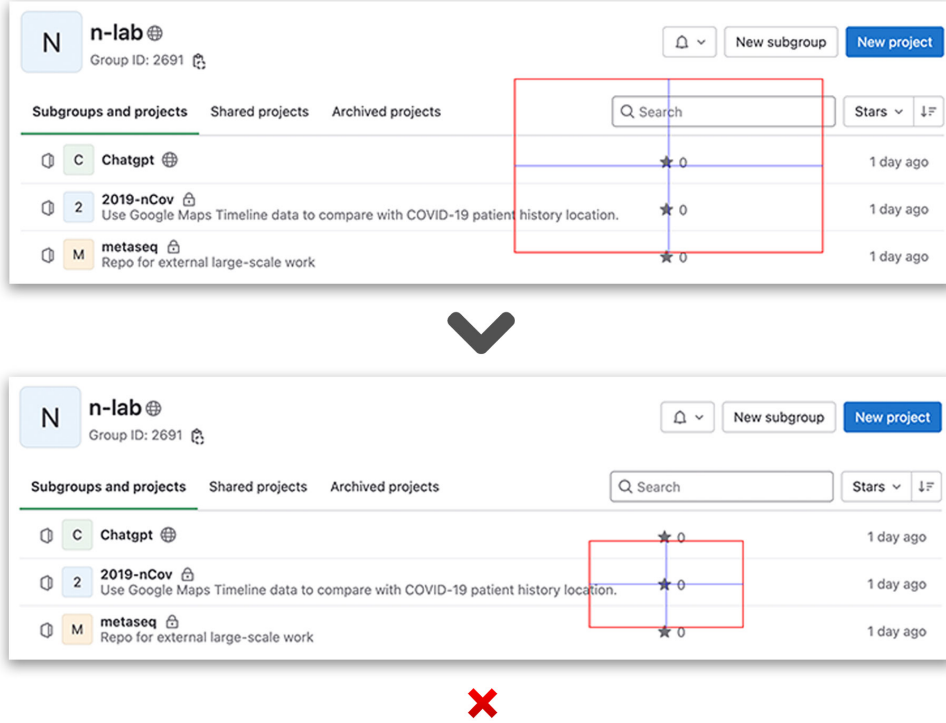 N n-lab
Group ID: 2691
New subgroup New project
Subgroups and projects Shared projects Archived projects Search Stars
C Chatgpt 0 1 day ago
2 2019-nCov 0 1 day ago
Use Google Maps Timeline data to compare with COVID-19 patient history location.
M metaseq 0 1 day ago
Repo for external large-scale work
N n-lab
Group ID: 2691
New subgroup New project
Subgroups and projects Shared projects Archived projects Search Stars
C Chatgpt 0 1 day ago
2 2019-nCov 0 1 day ago
Use Google Maps Timeline data to compare with COVID-19 patient history location.
M metaseq 0 1 day ago
Repo for external large-scale work